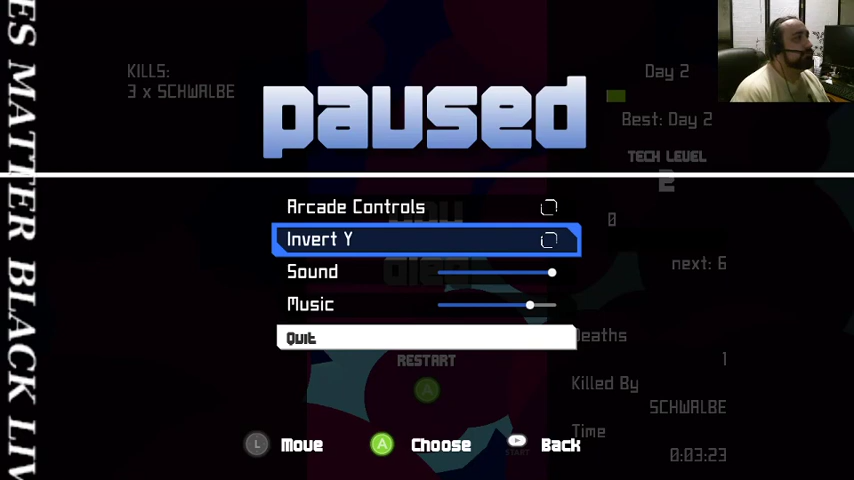 ES MATTER BLACK LIV
KILLS:
3 x SCHWALBE
paused
Day 2
Best: Day 2
TECH LEVEL
2
0
next: 6
Arcade Controls
Invert Y
Sound
Music
Quit
RESTART
A
Deaths
1
Killed By
SCHWALBE
Time
0:03:23
L Move
A Choose
START Back